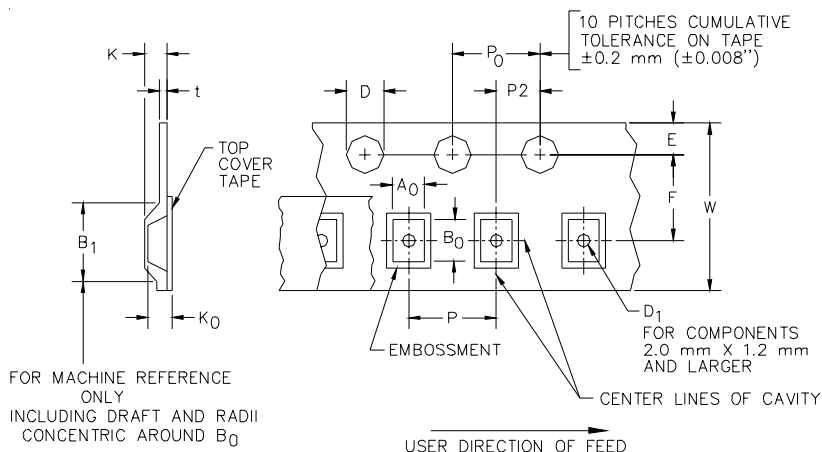 10 PITCHES CUMULATIVE
TOLERANCE ON TAPE
±0.2 mm (±0.008")
K
P0
t
D
P2
E
TOP
COVER
TAPE
A0
F
W
B1
B0
K0
P
D1
EMBOSSMENT
FOR COMPONENTS
2.0 mm X 1.2 mm
AND LARGER
FOR MACHINE REFERENCE
ONLY
INCLUDING DRAFT AND RADII
CONCENTRIC AROUND B0
CENTER LINES OF CAVITY
USER DIRECTION OF FEED